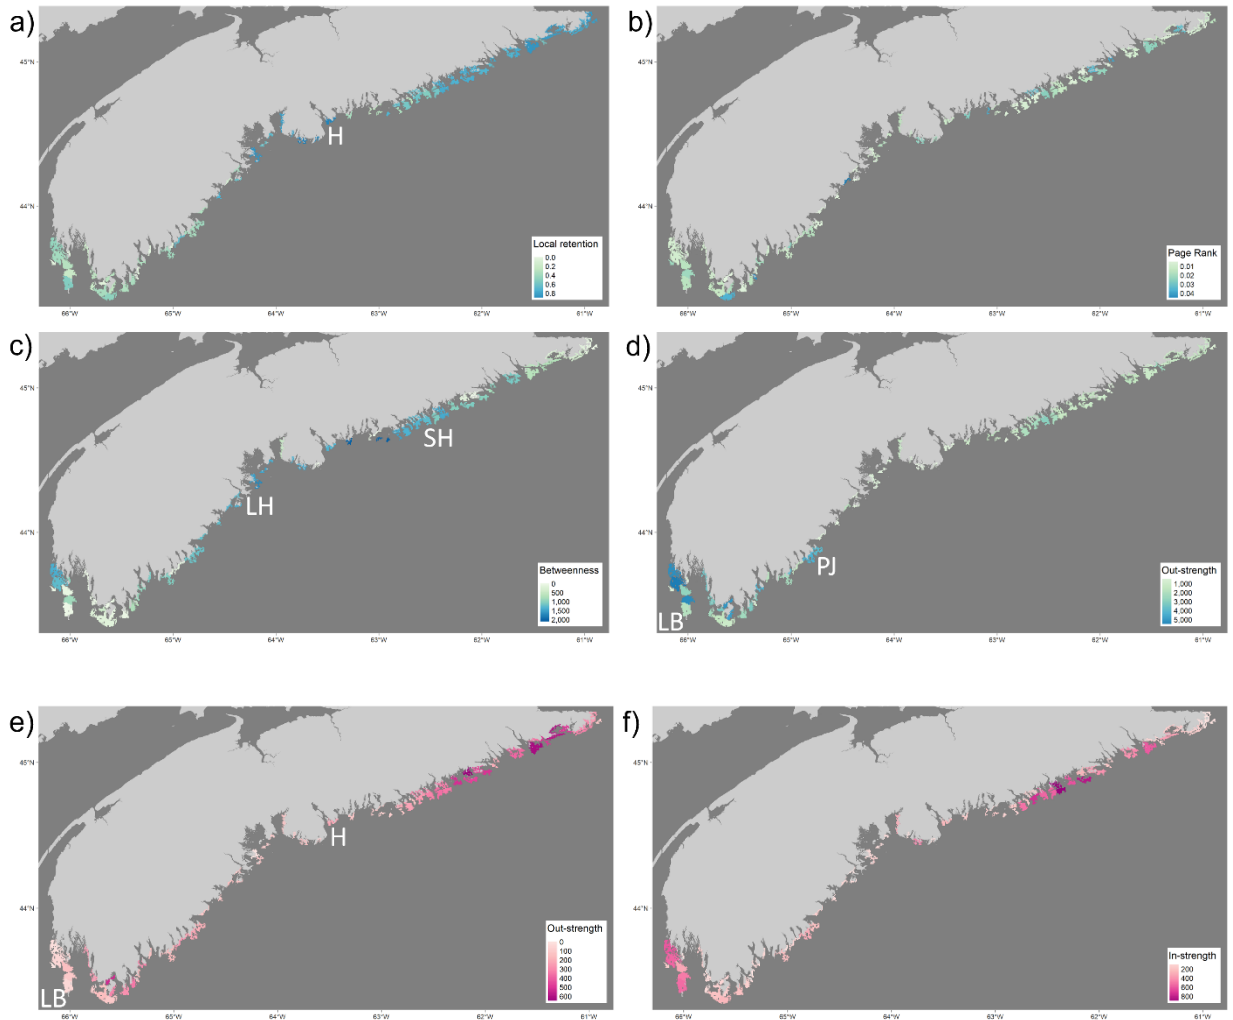 a)
45°N
44°N
H
Local retention
0.0
0.2
0.4
0.6
0.8
66°W 65°W 64°W 63°W 62°W 61°W
b)
45°N
44°N
Page Rank
0.01
0.02
0.03
0.04
66°W 65°W 64°W 63°W 62°W 61°W
c)
45°N
44°N
SH
LH
Betweenness
0
500
1,000
1,500
2,000
66°W 65°W 64°W 63°W 62°W 61°W
d)
45°N
44°N
PJ
LB
Out-strength
1,000
2,000
3,000
4,000
5,000
66°W 65°W 64°W 63°W 62°W 61°W
e)
45°N
44°N
H
LB
Out-strength
0
100
200
300
400
500
600
66°W 65°W 64°W 63°W 62°W 61°W
f)
45°N
44°N
In-strength
200
400
600
800
66°W 65°W 64°W 63°W 62°W 61°W